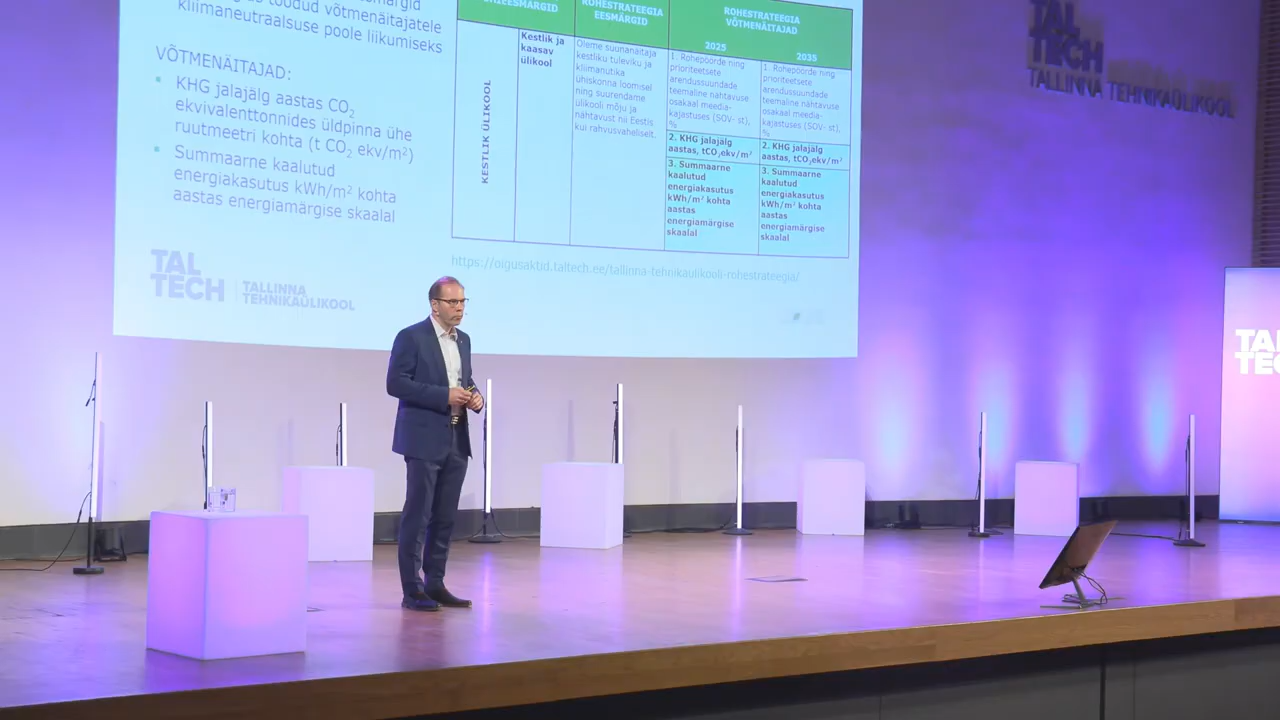 toodud võtmenäitajatele
kliimaneutraalsuse poole liikumiseks
VÕTMENÄITAJAD:
KHG jalajälg aastas CO2
ekvivalenttonnides üldpinna ühe
ruutmeetri kohta (t CO2 ekv/m²)
Summaarne kaalutud
energiakasutus kWh/m² kohta
aastas energiamärgise skaalal
TAL
TECH
TALLINNA
TEHNIKAÜLIKOOL
ROHESTRATEEGIA
EESMÄRGID
ROHESTRATEEGIA
VÕTMENÄITAJAD
2025
2035
KESTLIK ÜLIKOOL
Kestlik ja
kaasav
ülikool
Oleme suunanäitaja
kestliku tuleviku ja
kliimanutika
ühiskonna loomisel
ning suurendame
ülikooli mõju ja
nähtavust nii Eestis
kui rahvusvaheliselt.
1. Rohepöörde ning
prioriteetsete
arendussuundade
teemaline nähtavuse
osakaal meedia-
kajastuses (SOV- st),
%
2. KHG jalajälg
aastas, tCO2ekv/m²
3. Summaarne
kaalutud
energiakasutus
kWh/m² kohta
aastas
energiamärgise
skaalal
1. Rohepöörde ning
prioriteetsete
arendussuundade
teemaline nähtavuse
osakaal meedia-
kajastuses (SOV- st),
%
2. KHG jalajälg
aastas, tCO2ekv/m²
3. Summaarne
kaalutud
energiakasutus
kWh/m² kohta
aastas
energiamärgise
skaalal
https://oigusaktid.taltech.ee/tallinna-tehnikaulikooli-rohestrateegia/
TAL
TECH
TALLINNA TEHNIKAÜLIKOOL